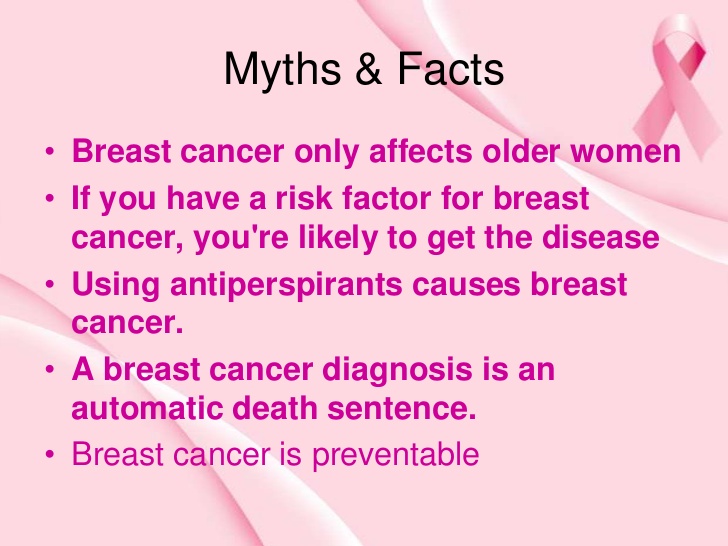 Myths & Facts
• Breast cancer only affects older women
• If you have a risk factor for breast
cancer, you're likely to get the disease
• Using antiperspirants causes breast
cancer.
• A breast cancer diagnosis is an
automatic death sentence.
• Breast cancer is preventable